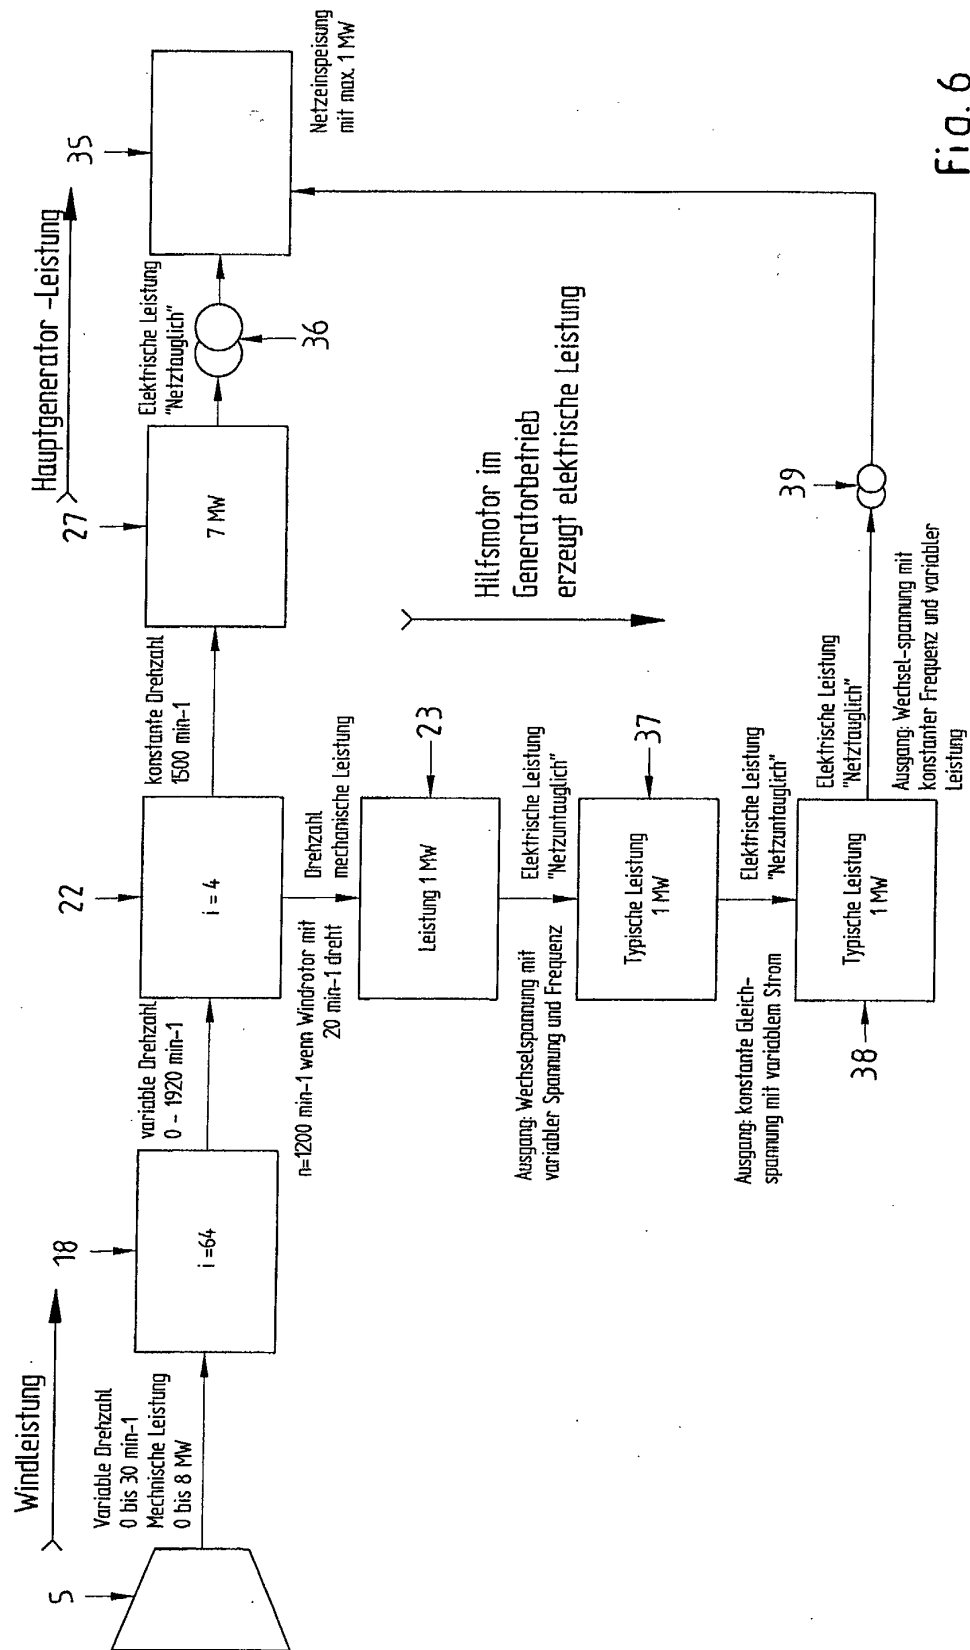 Windleistung
5
Variable Drehzahl
0 bis 30 min-1
Mechnische Leistung
0 bis 8 MW
18
i =64
variable Drehzahl
0 - 1920 min-1
22
i = 4
konstante Drehzahl
1500 min-1
Hauptgenerator -Leistung
27
7 MW
Elektrische Leistung
"Netztauglich"
36
35
Netzeinspeisung
mit max. 1 MW
n=1200 min-1 wenn Windrotor mit
20 min-1 dreht
Drehzahl
mechanische Leistung
Leistung 1 MW
23
Hilfsmotor im
Generatorbetrieb
erzeugt elektrische Leistung
Ausgang: Wechselspannung mit
variabler Spannung und Frequenz
Elektrische Leistung
"Netzuntauglich"
Typische Leistung
1 MW
37
Ausgang: konstante Gleich-
spannung mit variablem Strom
Elektrische Leistung
"Netzuntauglich"
38
Typische Leistung
1 MW
Elektrische Leistung
"Netztauglich"
39
Ausgang: Wechsel-spannung mit
konstanter Frequenz und variabler
Leistung
Fig. 6